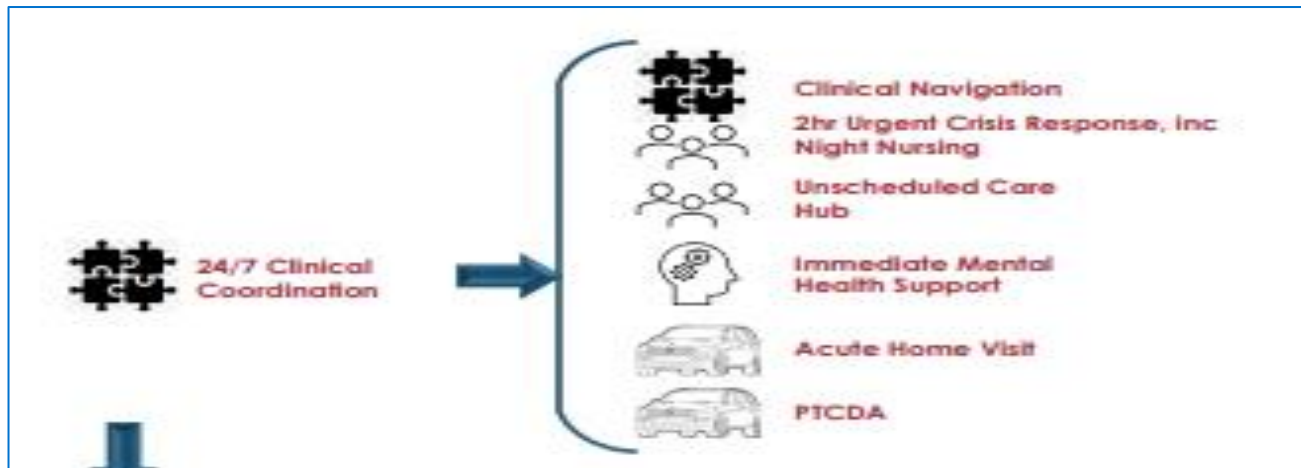 Clinical Navigation
2hr Urgent Crisis Response, Inc
Night Nursing
Unscheduled Care
Hub
24/7 Clinical
Coordination
Immediate Mental
Health Support
Acute Home Visit
PTCDA